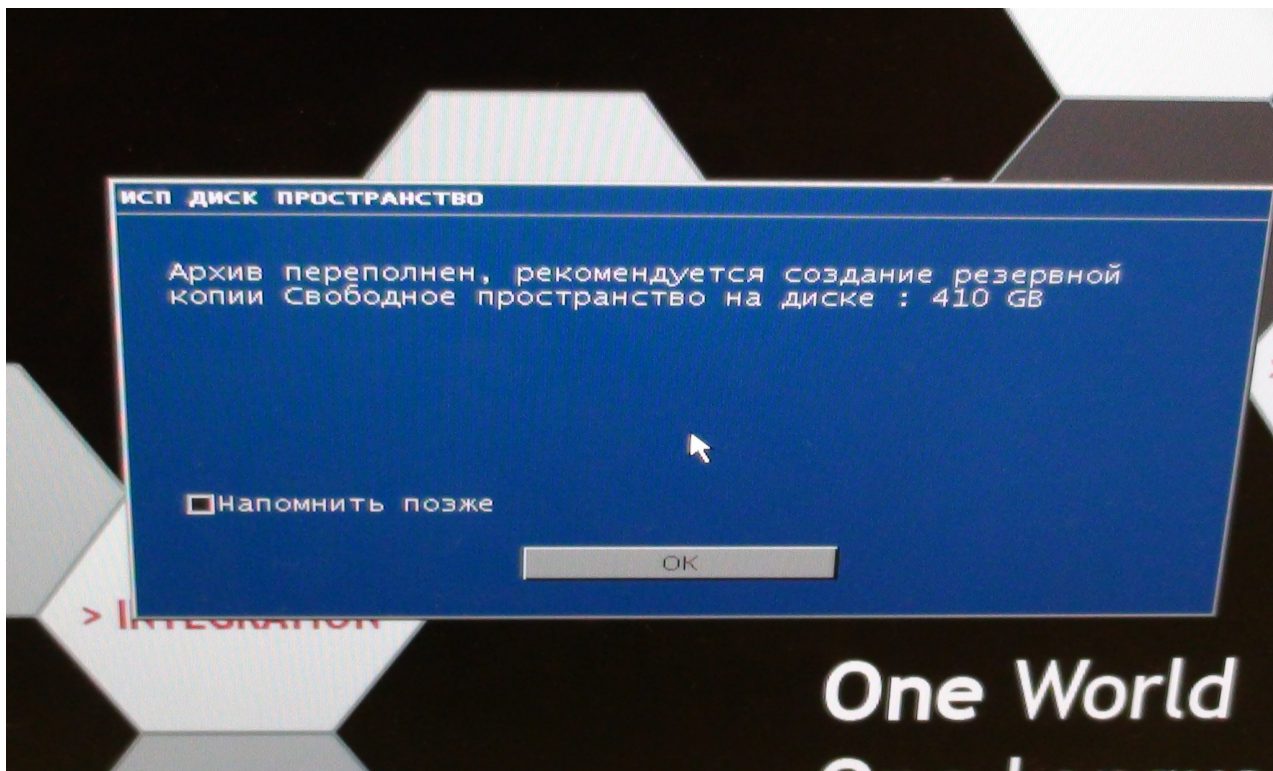 ИСП ДИСК ПРОСТРАНСТВО
Архив переполнен, рекомендуется создание резервной
копии Свободное пространство на диске : 410 GB
Напомнить позже
OK
> INTEGRATION
One World